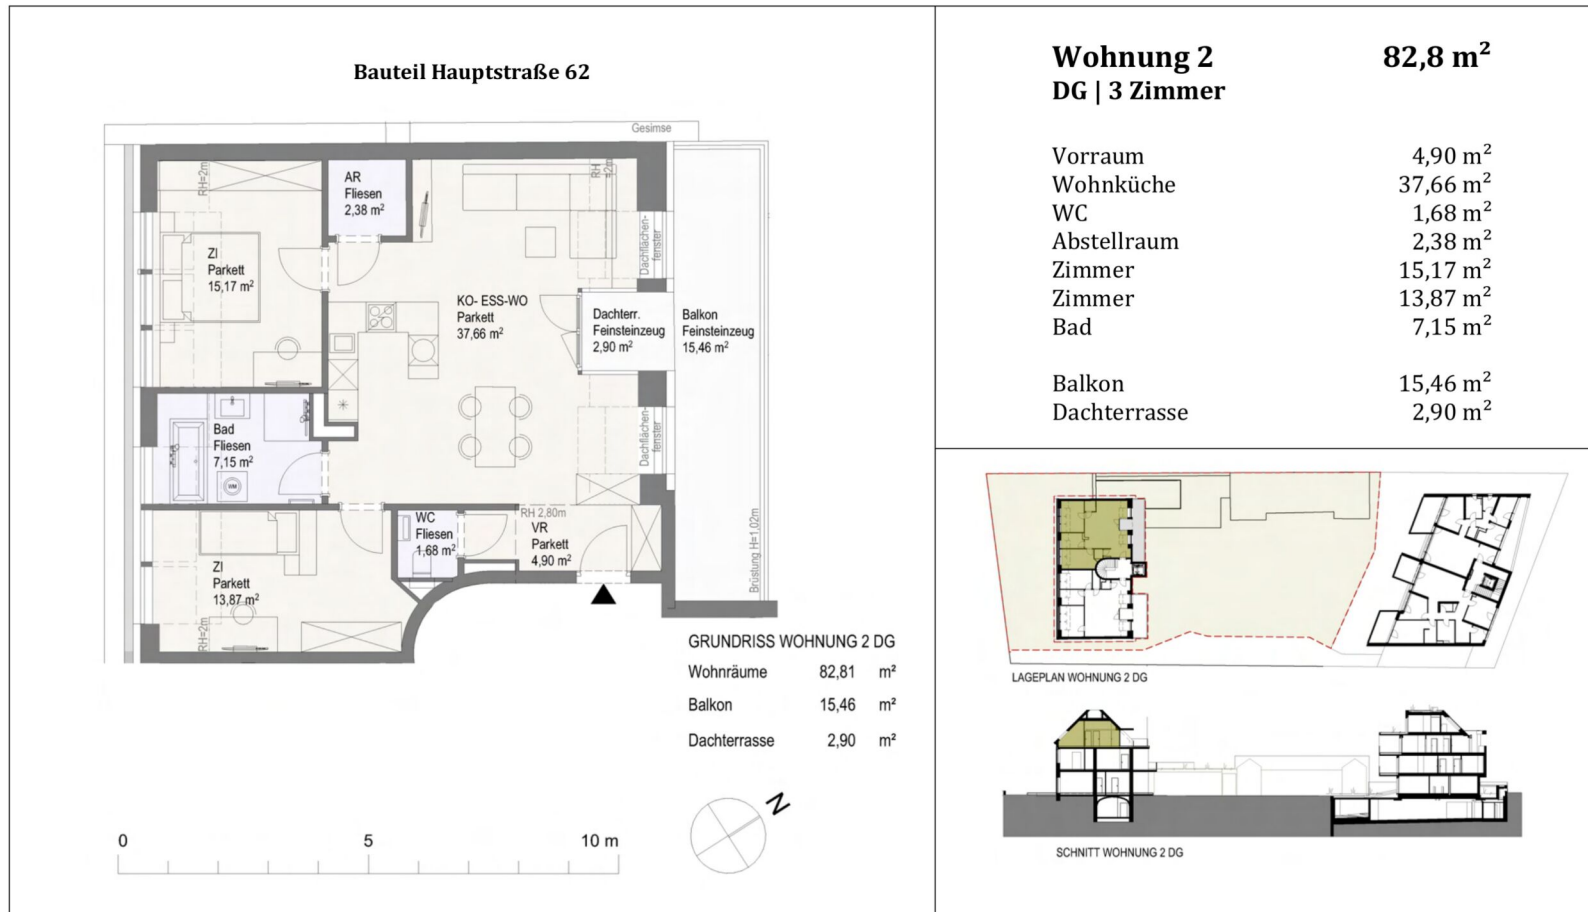 Bauteil Hauptstraße 62
Gesimse
RH=2m
AR
Fliesen
2,38 m²
RH
=2m
ZI
Parkett
15,17 m²
Dachflächen-
fenster
KO- ESS-WO
Parkett
37,66 m²
Dachterr.
Feinsteinzeug
2,90 m²
Balkon
Feinsteinzeug
15,46 m²
Bad
Fliesen
7,15 m²
WM
Dachflächen-
fenster
RH 2,80m
WC
Fliesen
1,68 m²
VR
Parkett
4,90 m²
ZI
Parkett
13,87 m²
RH=2m
Brüstung H=1,02m
GRUNDRISS WOHNUNG 2 DG
Wohnräume 82,81 m²
Balkon 15,46 m²
Dachterrasse 2,90 m²
0 5 10 m
N
Wohnung 2 82,8 m²
DG | 3 Zimmer
Vorraum 4,90 m²
Wohnküche 37,66 m²
WC 1,68 m²
Abstellraum 2,38 m²
Zimmer 15,17 m²
Zimmer 13,87 m²
Bad 7,15 m²
Balkon 15,46 m²
Dachterrasse 2,90 m²
LAGEPLAN WOHNUNG 2 DG
SCHNITT WOHNUNG 2 DG